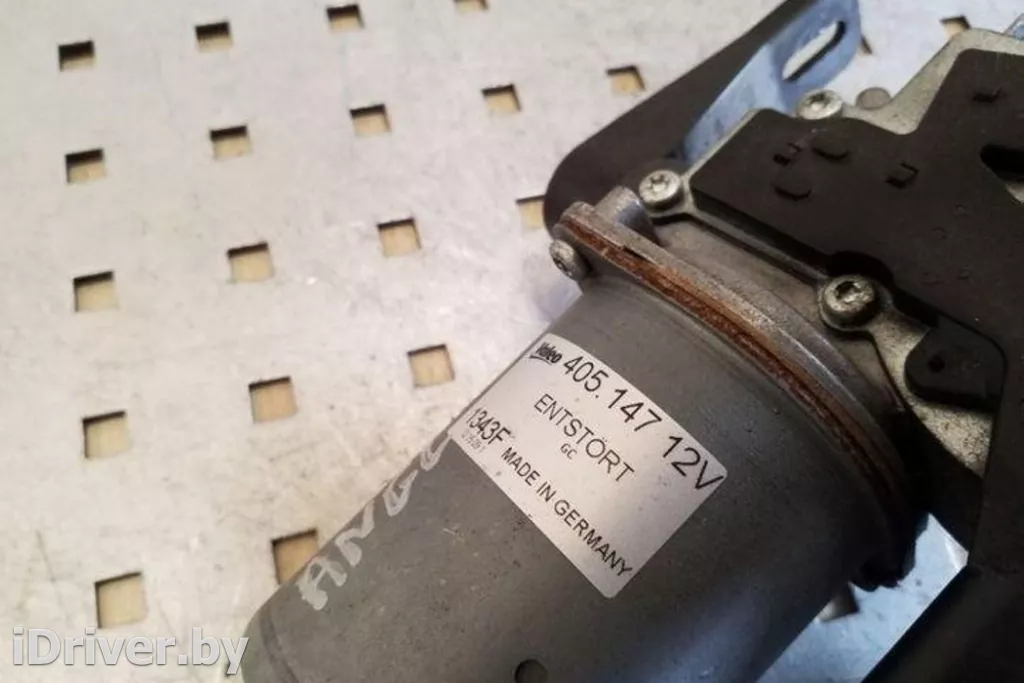 Valeo 405.147 12V
ENTSTÖRT
GC
1343F MADE IN GERMANY
iDriver.by